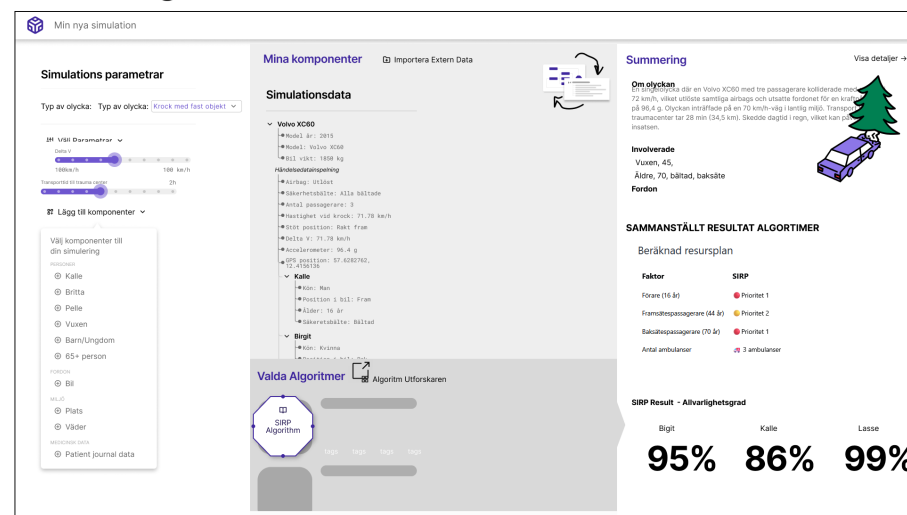 Min nya simulation
Simulations parametrar
Typ av olycka: Typ av olycka: Krock med fast objekt
Välj Parametrar
Delta V
100km/h 180 km/h
Transporttid till trauma center 2h
Lägg till komponenter
Välj komponenter till
din simulering
PERSONER
Kalle
Britta
Pelle
Vuxen
Barn/Ungdom
65+ person
FORDON
Bil
MILJÖ
Plats
Väder
MEDICINSK DATA
Patient journal data
Mina komponenter
Importera Extern Data
Simulationsdata
Volvo XC60
Model år: 2015
Model: Volvo XC60
Bil vikt: 1850 kg
Händelsedatainspelning
Airbag: Utlöst
Säkerhetsbälte: Alla bältade
Antal passagerare: 3
Hastighet vid krock: 71.78 km/h
Stöt position: Rakt fram
Delta V: 71.78 km/h
Accelerometer: 96.4 g
GPS position: 57.6282762,
12.4156136
Kalle
Kön: Man
Position i bil: Fram
Ålder: 16 år
Säkeretsbälte: Bältad
Birgit
Kön: Kvinna
Valda Algoritmer
Algoritm Utforskaren
SIRP
Algorithm
tags tags tags tags
Summering
Visa detaljer →
Om olyckan
En singelolycka där en Volvo XC60 med tre passagerare kolliderade med
72 km/h, vilket utlöste samtliga airbags och utsatte fordonet för en kraft
på 96,4 g. Olyckan inträffade på en 70 km/h-väg i lantlig miljö. Transport
traumacenter tar 28 min (34,5 km). Skedde dagtid i regn, vilket kan
insatsen.
Involverade
Vuxen, 45,
Äldre, 70, bältad, baksäte
Fordon
SAMMANSTÄLLT RESULTAT ALGORTIMER
Beräknad resursplan
Faktor SIRP
Förare (16 år) Prioritet 1
Framsätespassagerare (44 år) Prioritet 2
Baksätespassagerare (70 år) Prioritet 1
Antal ambulanser 3 ambulanser
SIRP Result - Allvarlighetsgrad
Bigit Kalle Lasse
95% 86% 99%